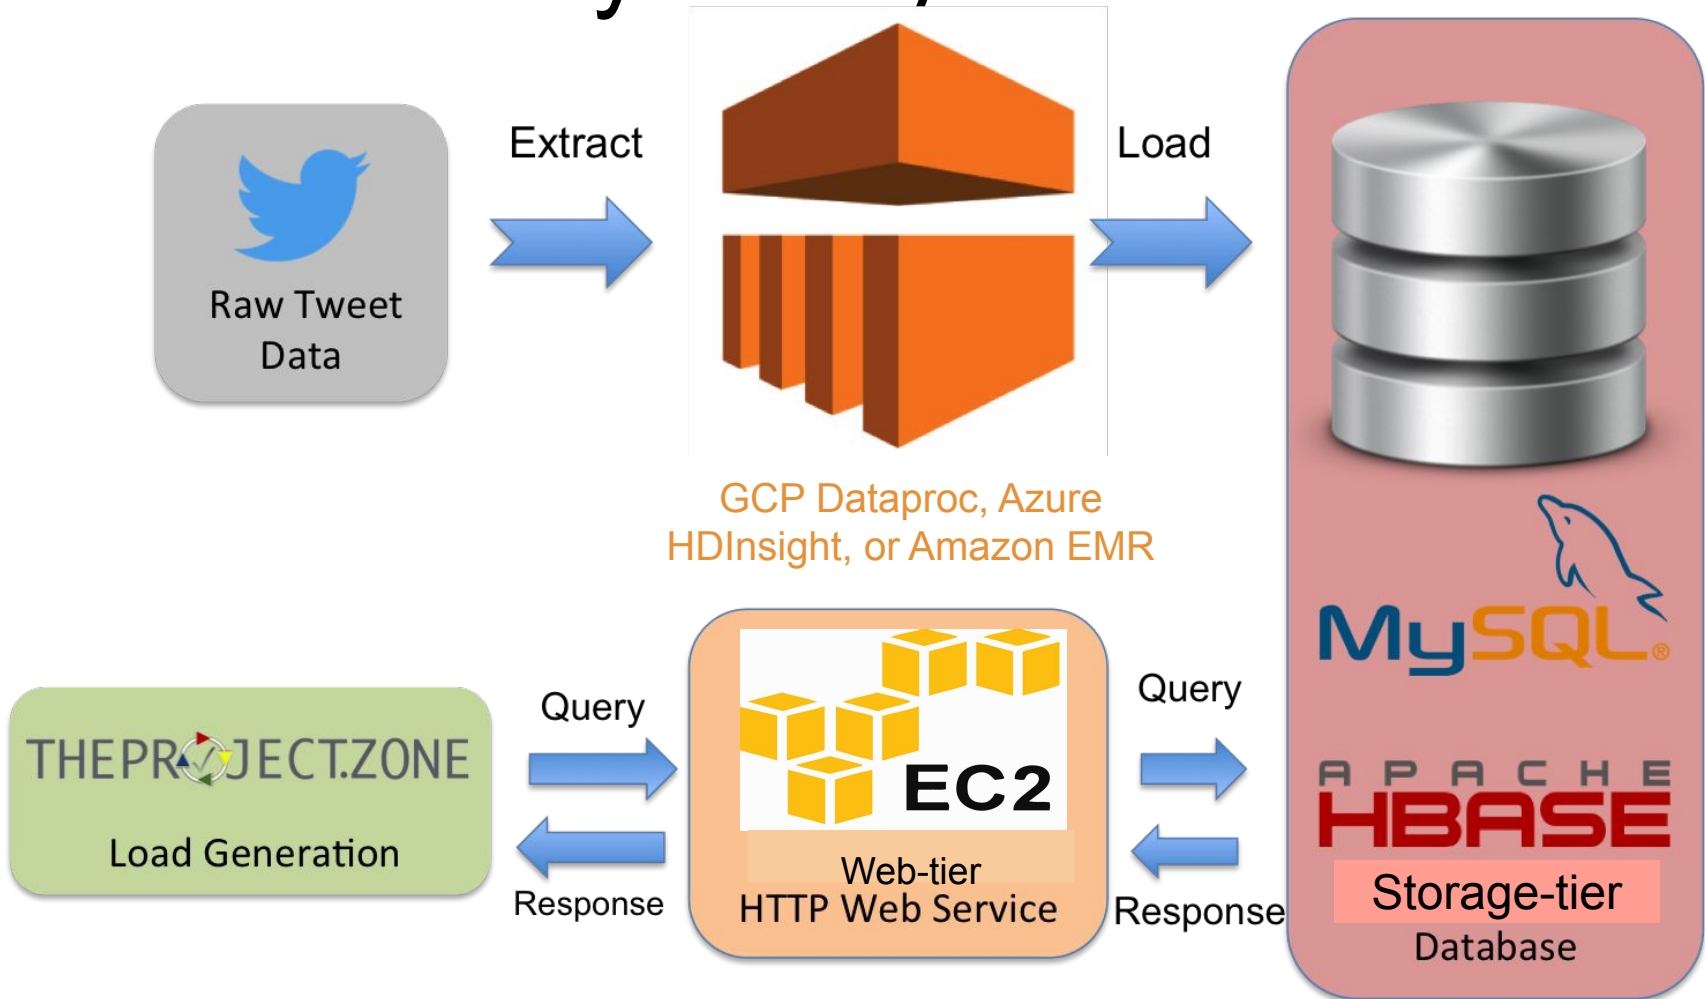 Extract
Load
Raw Tweet
Data
GCP Dataproc, Azure
HDInsight, or Amazon EMR
MySQL®
Query
Query
THEPROJECT.ZONE
EC2
APACHE
HBASE
Load Generation
Web-tier
Response
HTTP Web Service
Response
Storage-tier
Database